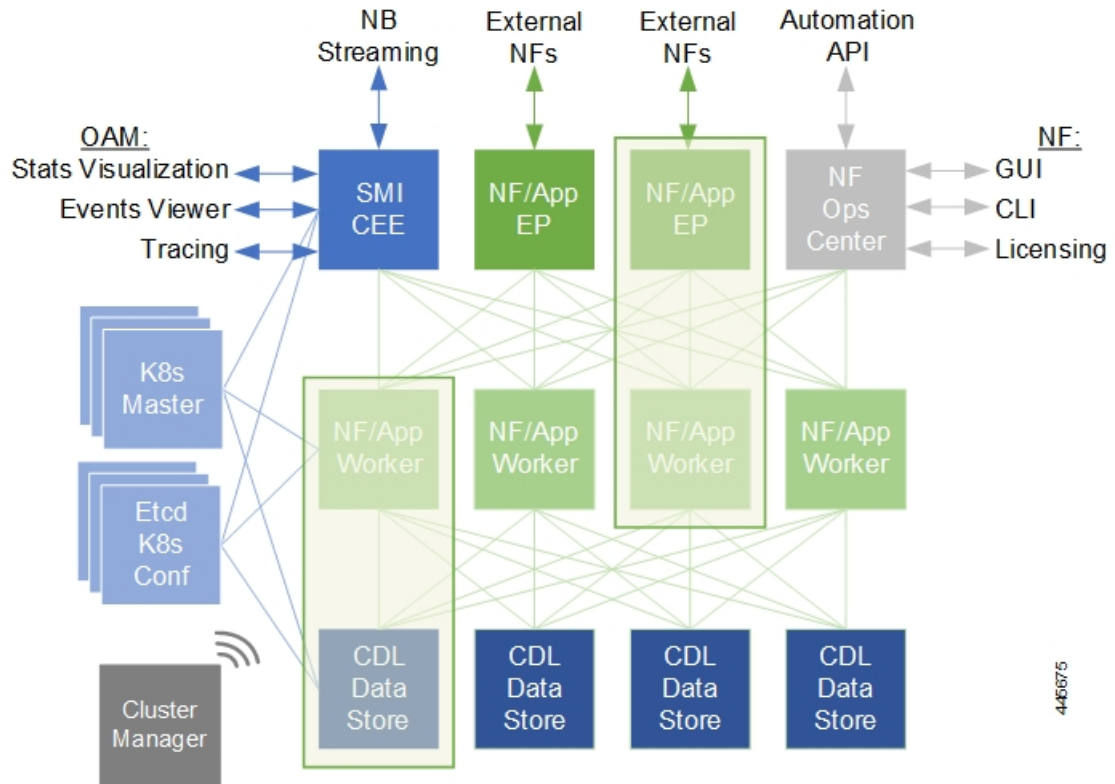 NB
Streaming
External
NFs
External
NFs
Automation
API
OAM:
Stats Visualization
Events Viewer
Tracing
SMI
CEE
NF/App
EP
NF/App
EP
NF
Ops
Center
NF:
GUI
CLI
Licensing
K8s
Master
NF/App
Worker
NF/App
Worker
NF/App
Worker
NF/App
Worker
Etcd
K8s
Conf
Cluster
Manager
CDL
Data
Store
CDL
Data
Store
CDL
Data
Store
CDL
Data
Store
445675